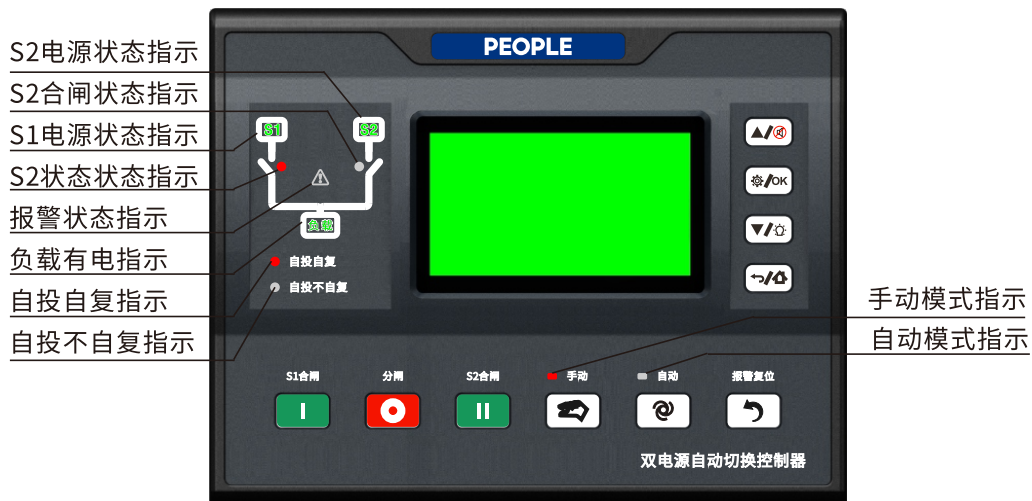 PEOPLE
S2电源状态指示
S2合闸状态指示
S1电源状态指示
S2状态状态指示
报警状态指示
负载有电指示
自投自复指示
自投不自复指示
S1
S2
负载
自投自复
自投不自复
/OK
手动模式指示
自动模式指示
S1合闸
分闸
S2合闸
手动
自动
报警复位
I
II
双电源自动切换控制器